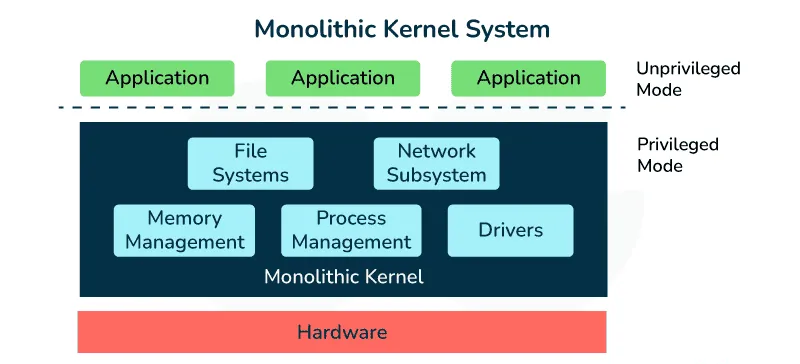 Monolithic Kernel System
Application
Application
Application
Unprivileged
Mode
Privileged
Mode
File
Systems
Network
Subsystem
Memory
Management
Process
Management
Drivers
Monolithic Kernel
Hardware